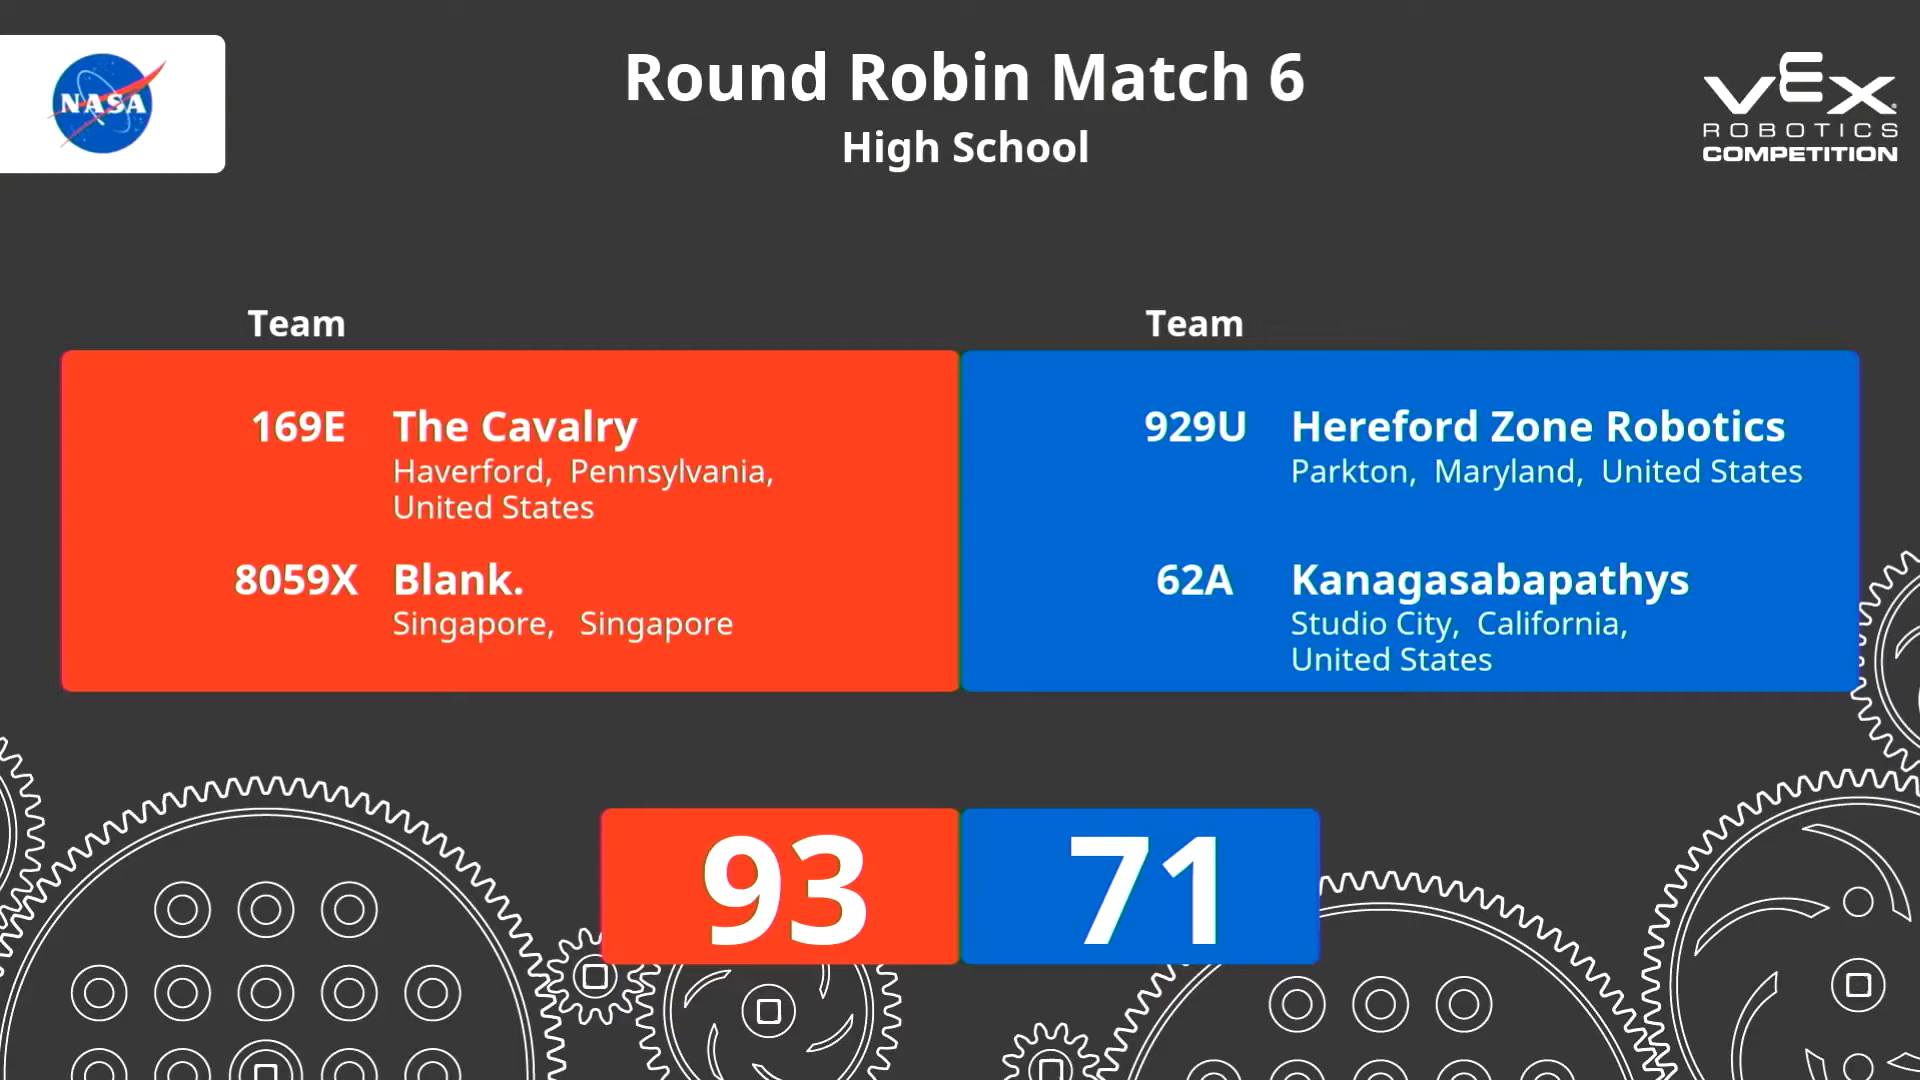 NASA
Round Robin Match 6
High School
VEX
ROBOTICS
COMPETITION
Team
169E The Cavalry
Haverford, Pennsylvania,
United States
8059X Blank.
Singapore, Singapore
Team
929U Hereford Zone Robotics
Parkton, Maryland, United States
62A Kanagasabapathys
Studio City, California,
United States
93
71